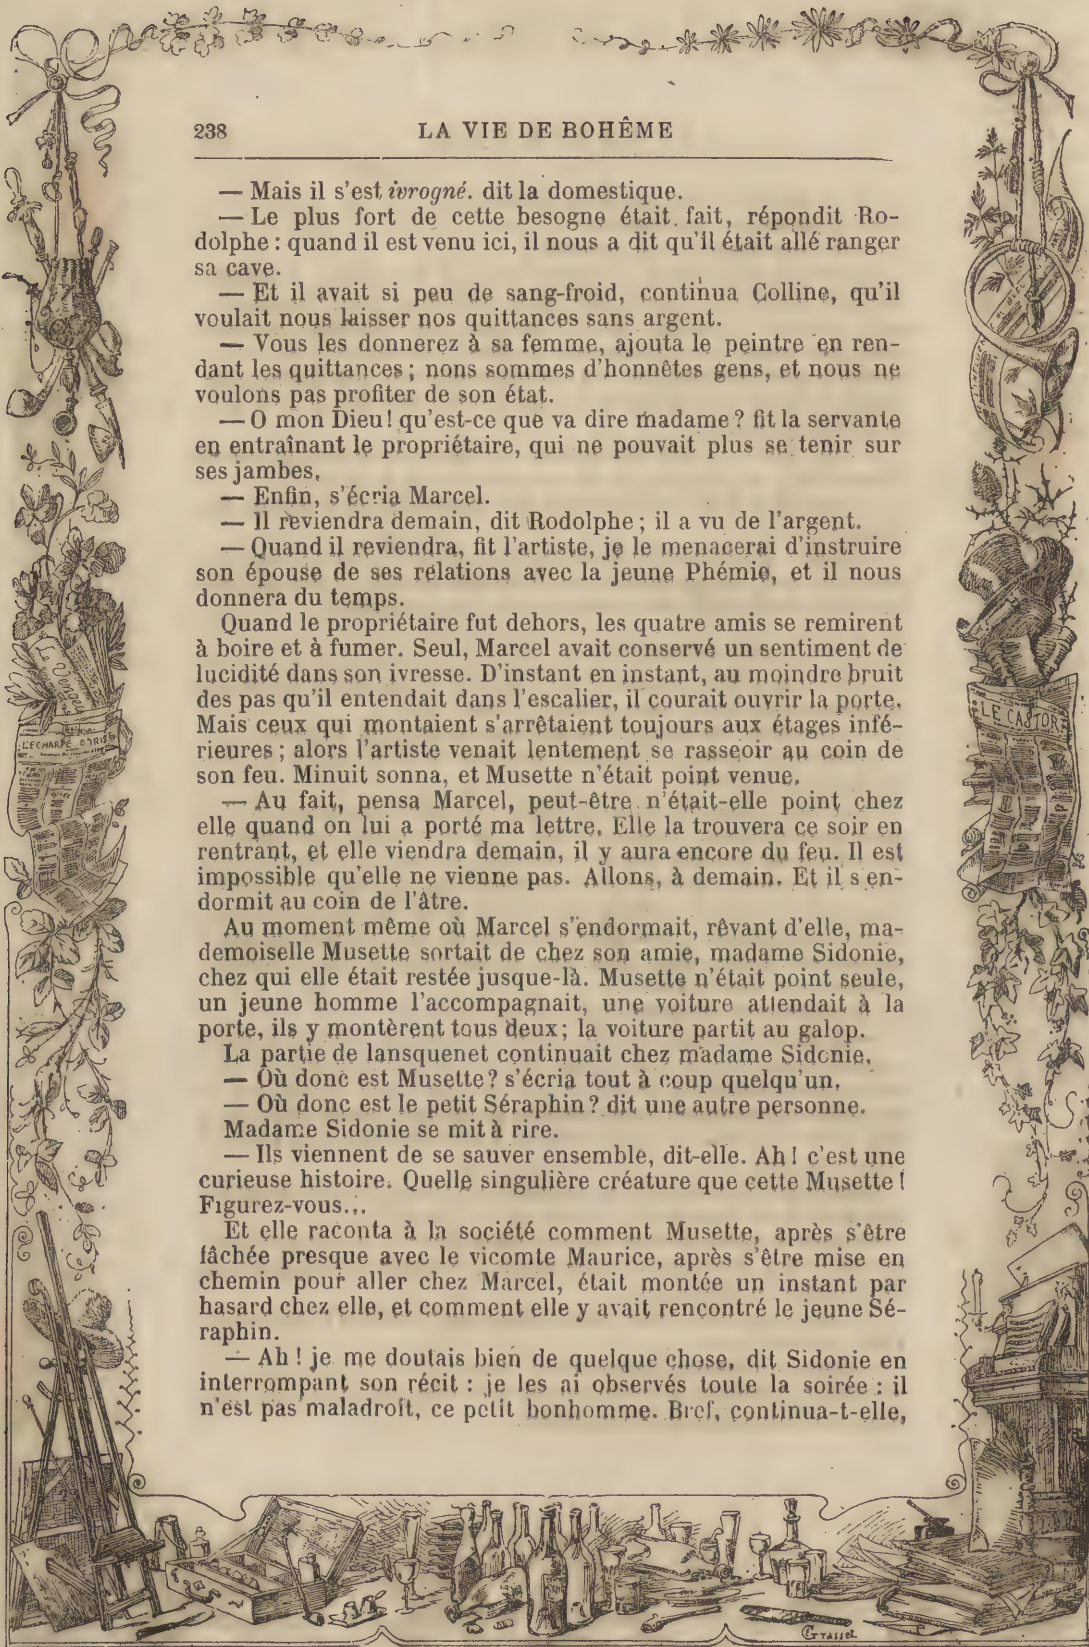 238 LA VIE DE BOHÊME
— Mais il s'est ivrogné. dit la domestique.
— Le plus fort de cette besogne était fait, répondit Ro-
dolphe : quand il est venu ici, il nous a dit qu'il était allé ranger
sa cave.
— Et il avait si peu de sang-froid, continua Colline, qu'il
voulait nous laisser nos quittances sans argent.
— Vous les donnerez à sa femme, ajouta le peintre en ren-
dant les quittances ; nons sommes d'honnêtes gens, et nous ne
voulons pas profiter de son état.
— O mon Dieu! qu'est-ce que va dire madame ? fit la servante
en entraînant le propriétaire, qui ne pouvait plus se tenir sur
ses jambes.
— Enfin, s'écria Marcel.
— Il reviendra demain, dit Rodolphe ; il a vu de l'argent.
— Quand il reviendra, fit l'artiste, je le menacerai d'instruire
son épouse de ses relations avec la jeune Phémie, et il nous
donnera du temps.
Quand le propriétaire fut dehors, les quatre amis se remirent
à boire et à fumer. Seul, Marcel avait conservé un sentiment de
lucidité dans son ivresse. D'instant en instant, au moindre bruit
des pas qu'il entendait dans l'escalier, il courait ouvrir la porte.
Mais ceux qui montaient s'arrêtaient toujours aux étages infé-
rieures ; alors l'artiste venait lentement se rasseoir au coin de
son feu. Minuit sonna, et Musette n'était point venue.
— Au fait, pensa Marcel, peut-être n'était-elle point chez
elle quand on lui a porté ma lettre. Elle la trouvera ce soir en
rentrant, et elle viendra demain, il y aura encore du feu. Il est
impossible qu'elle ne vienne pas. Allons, à demain. Et il s'en-
dormit au coin de l'âtre.
Au moment même où Marcel s'endormait, rêvant d'elle, ma-
demoiselle Musette sortait de chez son amie, madame Sidonie,
chez qui elle était restée jusque-là. Musette n'était point seule,
un jeune homme l'accompagnait, une voiture attendait à la
porte, ils y montèrent tous deux ; la voiture partit au galop.
La partie de lansquenet continuait chez madame Sidonie.
— Où donc est Musette ? s'écria tout à coup quelqu'un.
— Où donc est le petit Séraphin ? dit une autre personne.
Madame Sidonie se mit à rire.
— Ils viennent de se sauver ensemble, dit-elle. Ah ! c'est une
curieuse histoire. Quelle singulière créature que cette Musette !
Figurez-vous...
Et elle raconta à la société comment Musette, après s'être
fâchée presque avec le vicomte Maurice, après s'être mise en
chemin pour aller chez Marcel, était montée un instant par
hasard chez elle, et comment elle y avait rencontré le jeune Sé-
raphin.
— Ah ! je me doutais bien de quelque chose, dit Sidonie en
interrompant son récit : je les ai observés toute la soirée : il
n'est pas maladroit, ce petit bonhomme. Bref, continua-t-elle,
L'ÉCHARPE D'IRIS
LE CASTOR
Grasset